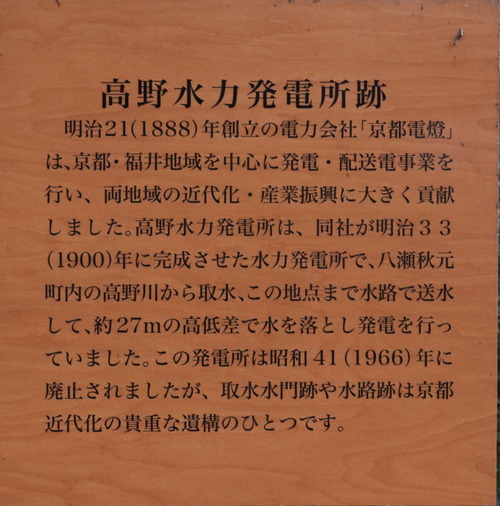 高野水力発電所跡
明治21(1888)年創立の電力会社「京都電燈」
は、京都・福井地域を中心に発電・配送電事業を
行い、両地域の近代化・産業振興に大きく貢献
しました。高野水力発電所は、同社が明治33
(1900)年に完成させた水力発電所で、八瀬秋元
町内の高野川から取水、この地点まで水路で送水
して、約27mの高低差で水を落とし発電を行っ
ていました。この発電所は昭和41(1966)年に
廃止されましたが、取水水門跡や水路跡は京都
近代化の貴重な遺構のひとつです。